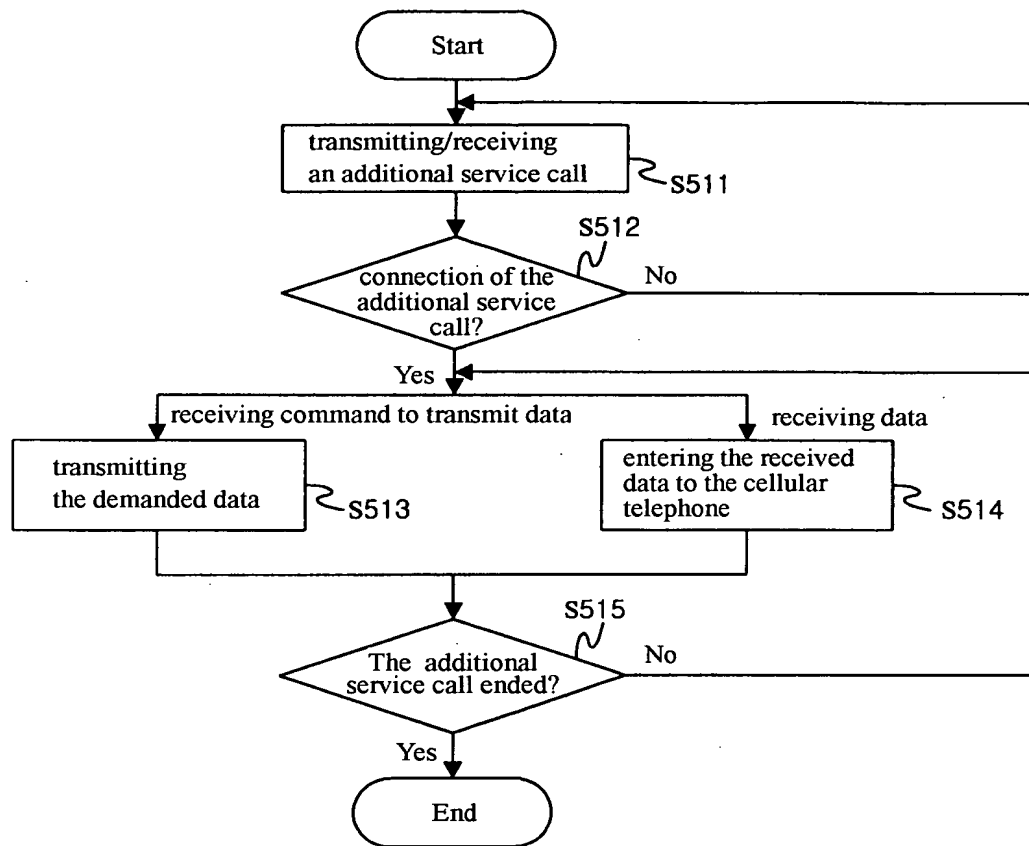 Start
transmitting/receiving
an additional service call
S511
S512
connection of the
additional service
call?
No
Yes
receiving command to transmit data
receiving data
transmitting
the demanded data
S513
entering the received
data to the cellular
telephone
S514
S515
The additional
service call ended?
No
Yes
End